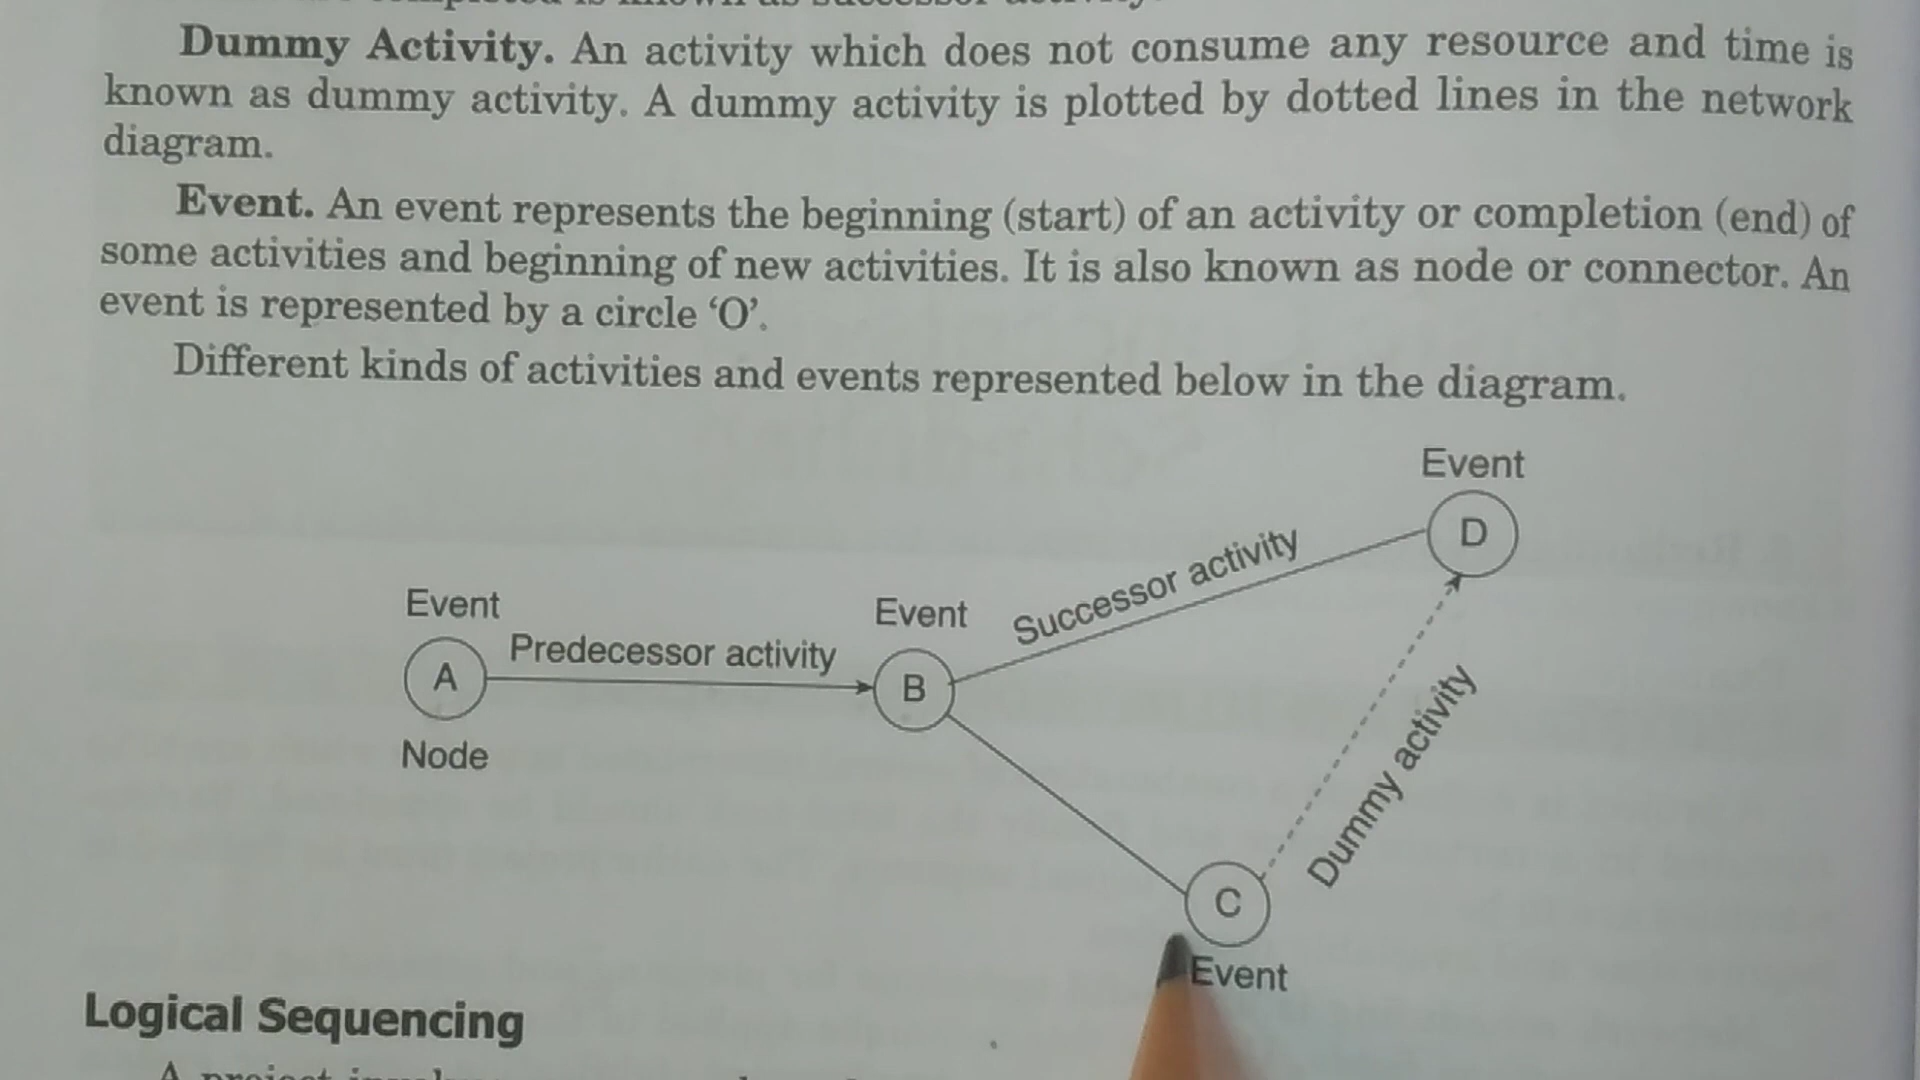 Dummy Activity. An activity which does not consume any resource and time is
known as dummy activity. A dummy activity is plotted by dotted lines in the network
diagram.
Event. An event represents the beginning (start) of an activity or completion (end) of
some activities and beginning of new activities. It is also known as node or connector. An
event is represented by a circle ‘O’.
Different kinds of activities and events represented below in the diagram.
Event
D
Successor activity
Event
Event
Predecessor activity
A
B
Node
Dummy activity
C
Event
Logical Sequencing